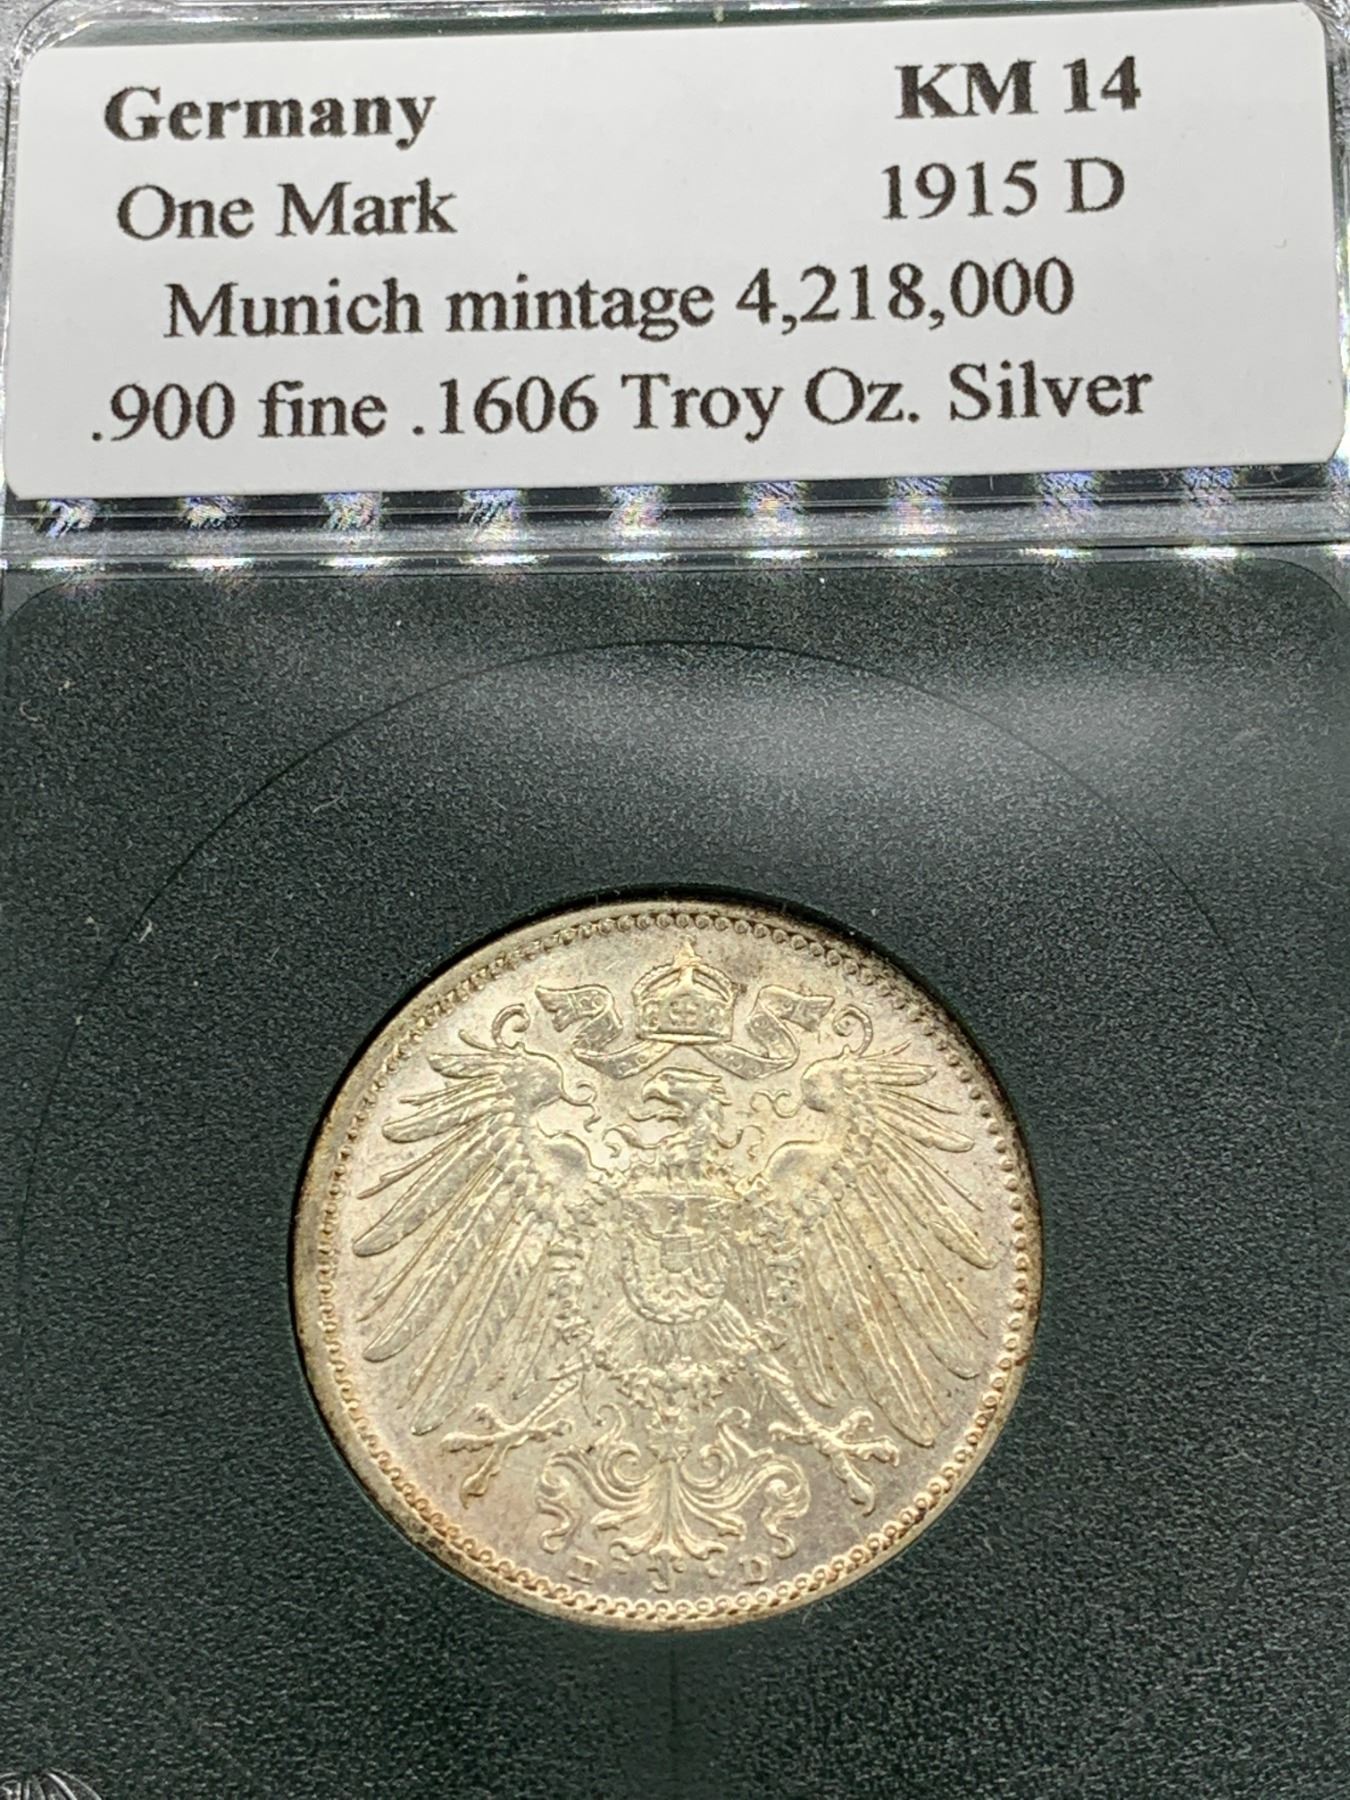 Germany KM 14
One Mark 1915 D
Munich mintage 4,218,000
.900 fine .1606 Troy Oz. Silver
D D